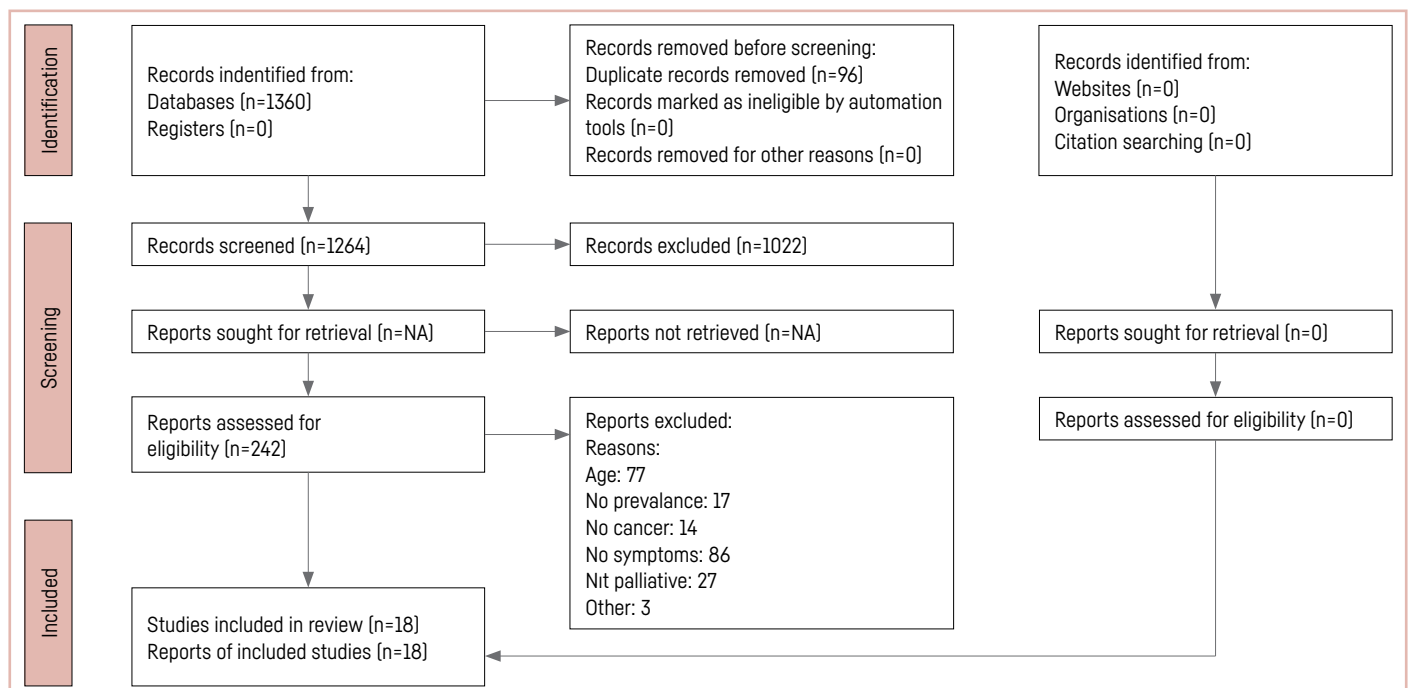 Identification
Records indentified from:
Databases (n=1360)
Registers (n=0)
Records removed before screening:
Duplicate records removed (n=96)
Records marked as ineligible by automation
tools (n=0)
Records removed for other reasons (n=0)
Records identified from:
Websites (n=0)
Organisations (n=0)
Citation searching (n=0)
Screening
Records screened (n=1264)
Records excluded (n=1022)
Reports sought for retrieval (n=NA)
Reports not retrieved (n=NA)
Reports sought for retrieval (n=0)
Reports assessed for
eligibility (n=242)
Reports excluded:
Reasons:
Age: 77
No prevalance: 17
No cancer: 14
No symptoms: 86
Nıt palliative: 27
Other: 3
Reports assessed for eligibility (n=0)
Included
Studies included in review (n=18)
Reports of included studies (n=18)